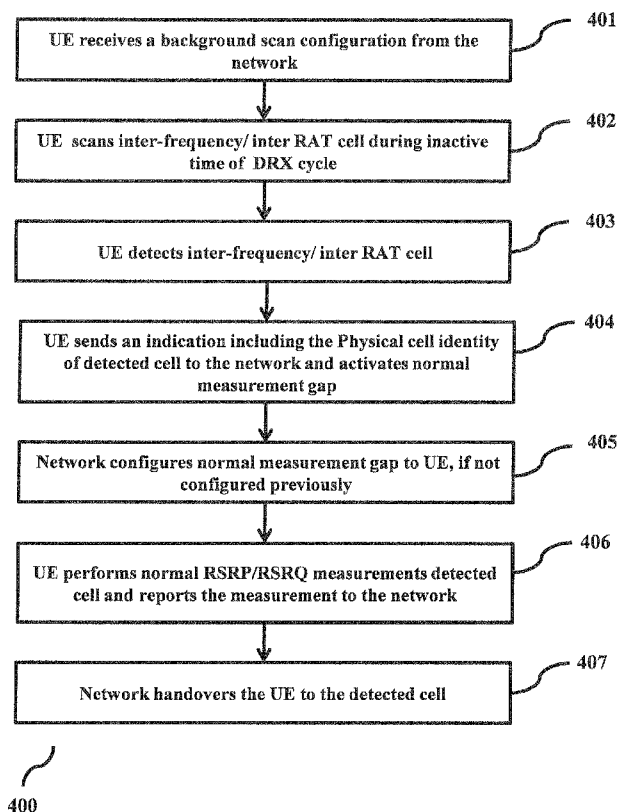 401
UE receives a background scan configuration from the
network
402
UE scans inter-frequency/ inter RAT cell during inactive
time of DRX cycle
403
UE detects inter-frequency/ inter RAT cell
404
UE sends an indication including the Physical cell identity
of detected cell to the network and activates normal
measurement gap
405
Network configures normal measurement gap to UE, if not
configured previously
406
UE performs normal RSRP/RSRQ measurements detected
cell and reports the measurement to the network
407
Network handovers the UE to the detected cell
400